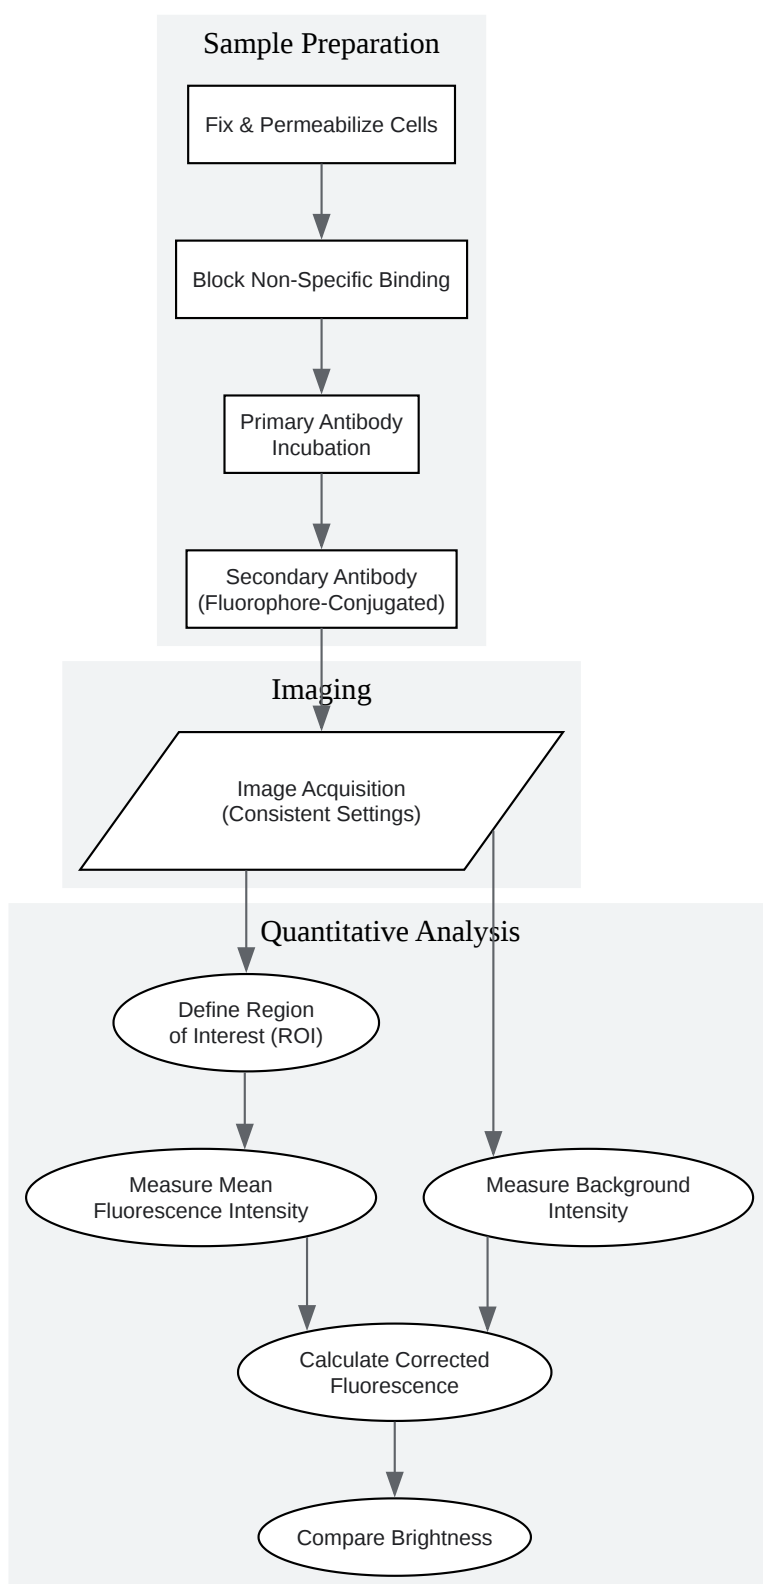 Sample Preparation
Fix & Permeabilize Cells
Block Non-Specific Binding
Primary Antibody
Incubation
Secondary Antibody
(Fluorophore-Conjugated)
Imaging
Image Acquisition
(Consistent Settings)
Quantitative Analysis
Define Region
of Interest (ROI)
Measure Mean
Fluorescence Intensity
Measure Background
Intensity
Calculate Corrected
Fluorescence
Compare Brightness